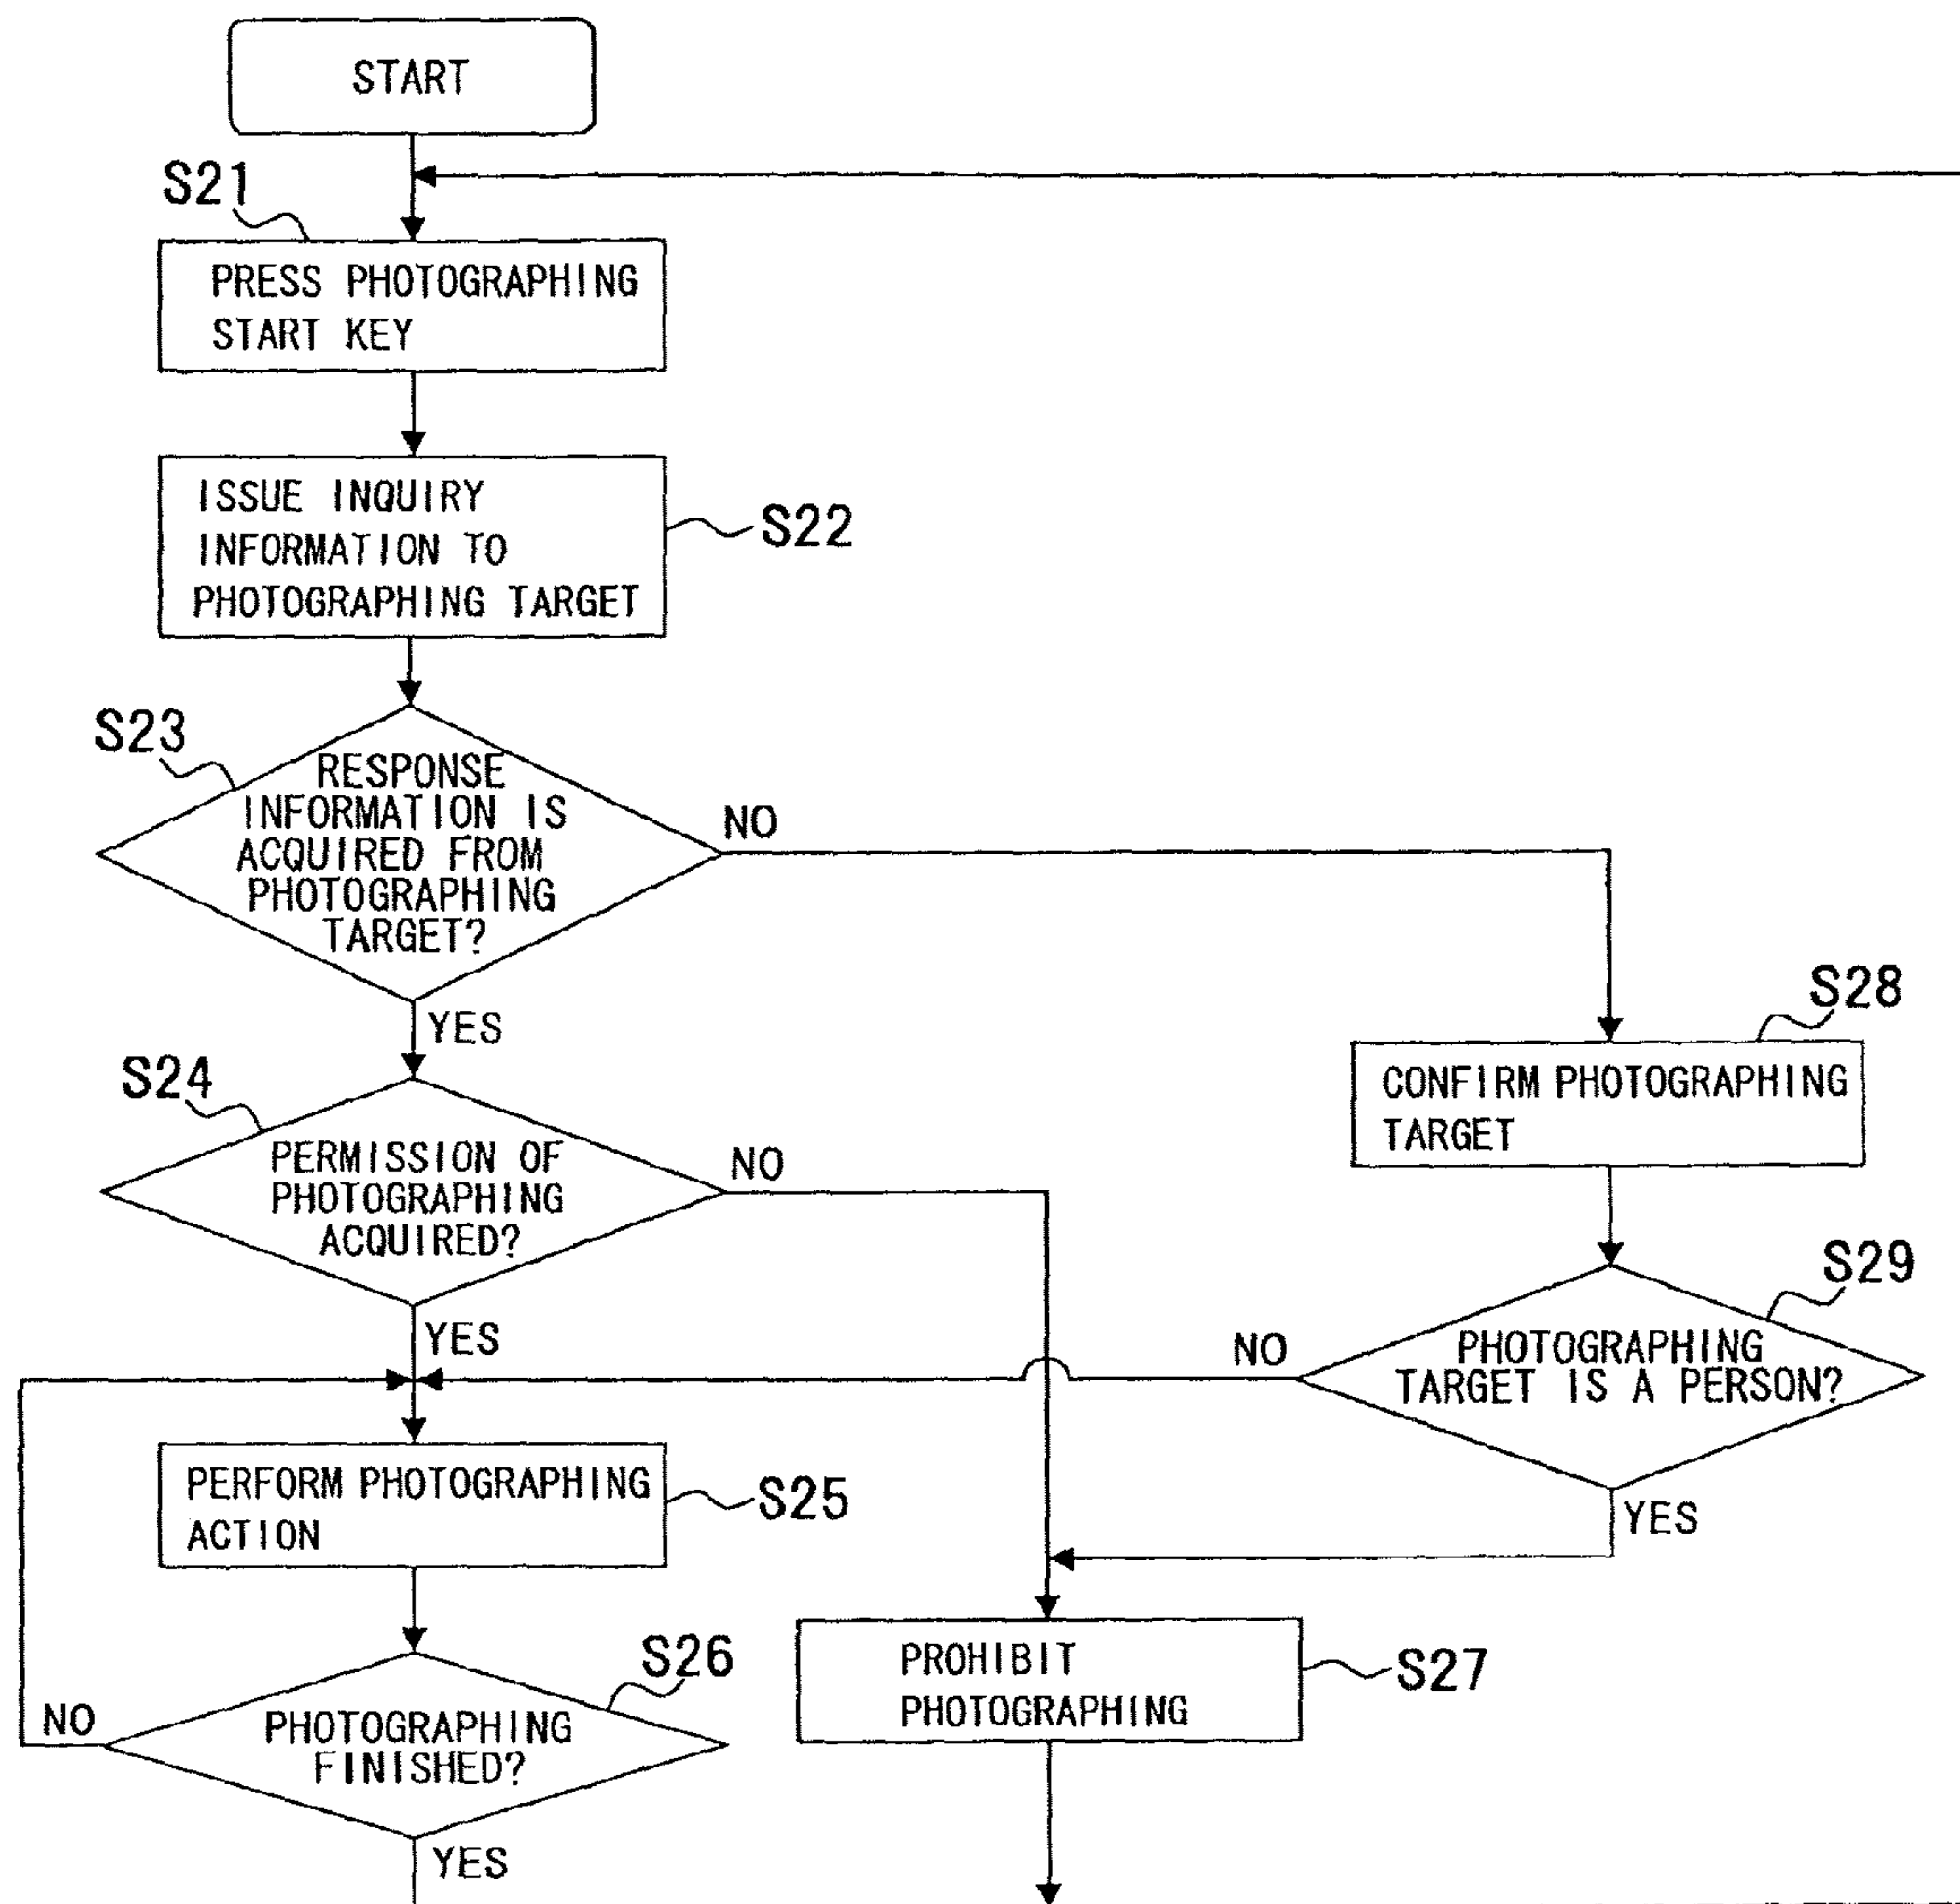 START
S21
PRESS PHOTOGRAPHING
START KEY
ISSUE INQUIRY
INFORMATION TO
PHOTOGRAPHING TARGET
S22
S23
RESPONSE
INFORMATION IS
ACQUIRED FROM
PHOTOGRAPHING
TARGET?
NO
YES
S28
CONFIRM PHOTOGRAPHING
TARGET
S24
PERMISSION OF
PHOTOGRAPHING
ACQUIRED?
NO
YES
S29
PHOTOGRAPHING
TARGET IS A PERSON?
NO
YES
PERFORM PHOTOGRAPHING
ACTION
S25
S26
PHOTOGRAPHING
FINISHED?
NO
YES
PROHIBIT
PHOTOGRAPHING
S27